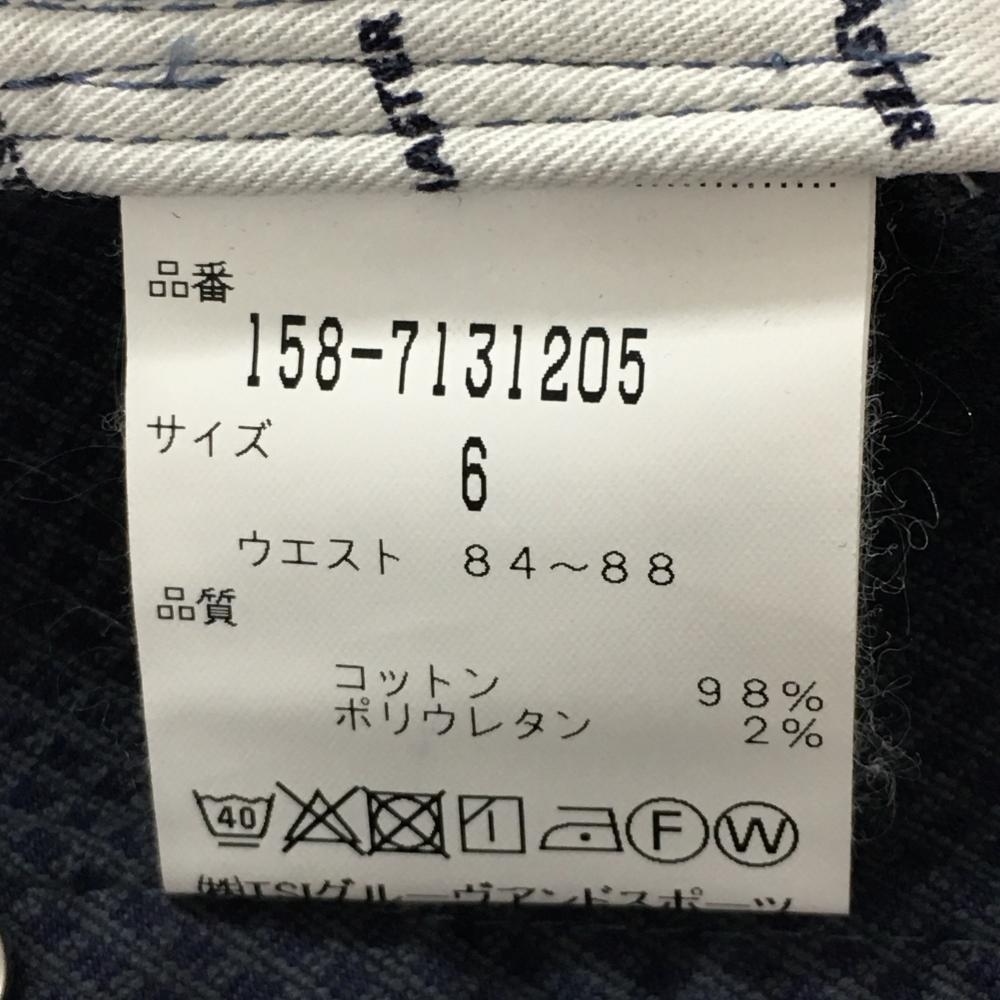 MASTER
MASTER
品番
158-7131205
サイズ
6
ウエスト 84〜88
品質
コットン 98%
ポリウレタン 2%
40
F
W
㈱TSIグルーヴアンドスポーツ